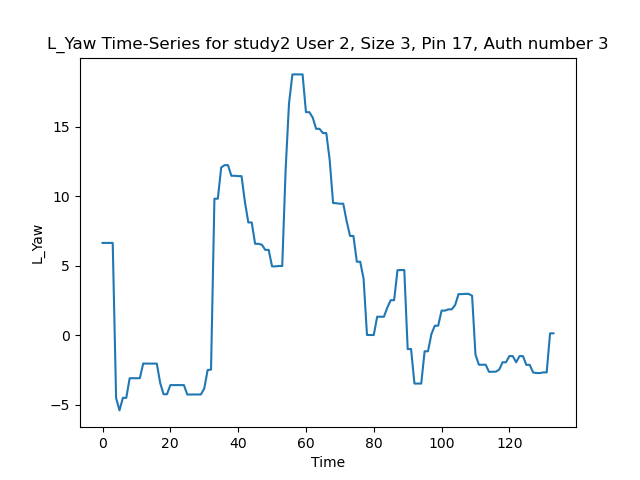 L_Yaw Time-Series for study2 User 2, Size 3, Pin 17, Auth number 3
15
10
5
0
−5
L_Yaw
0 20 40 60 80 100 120
Time